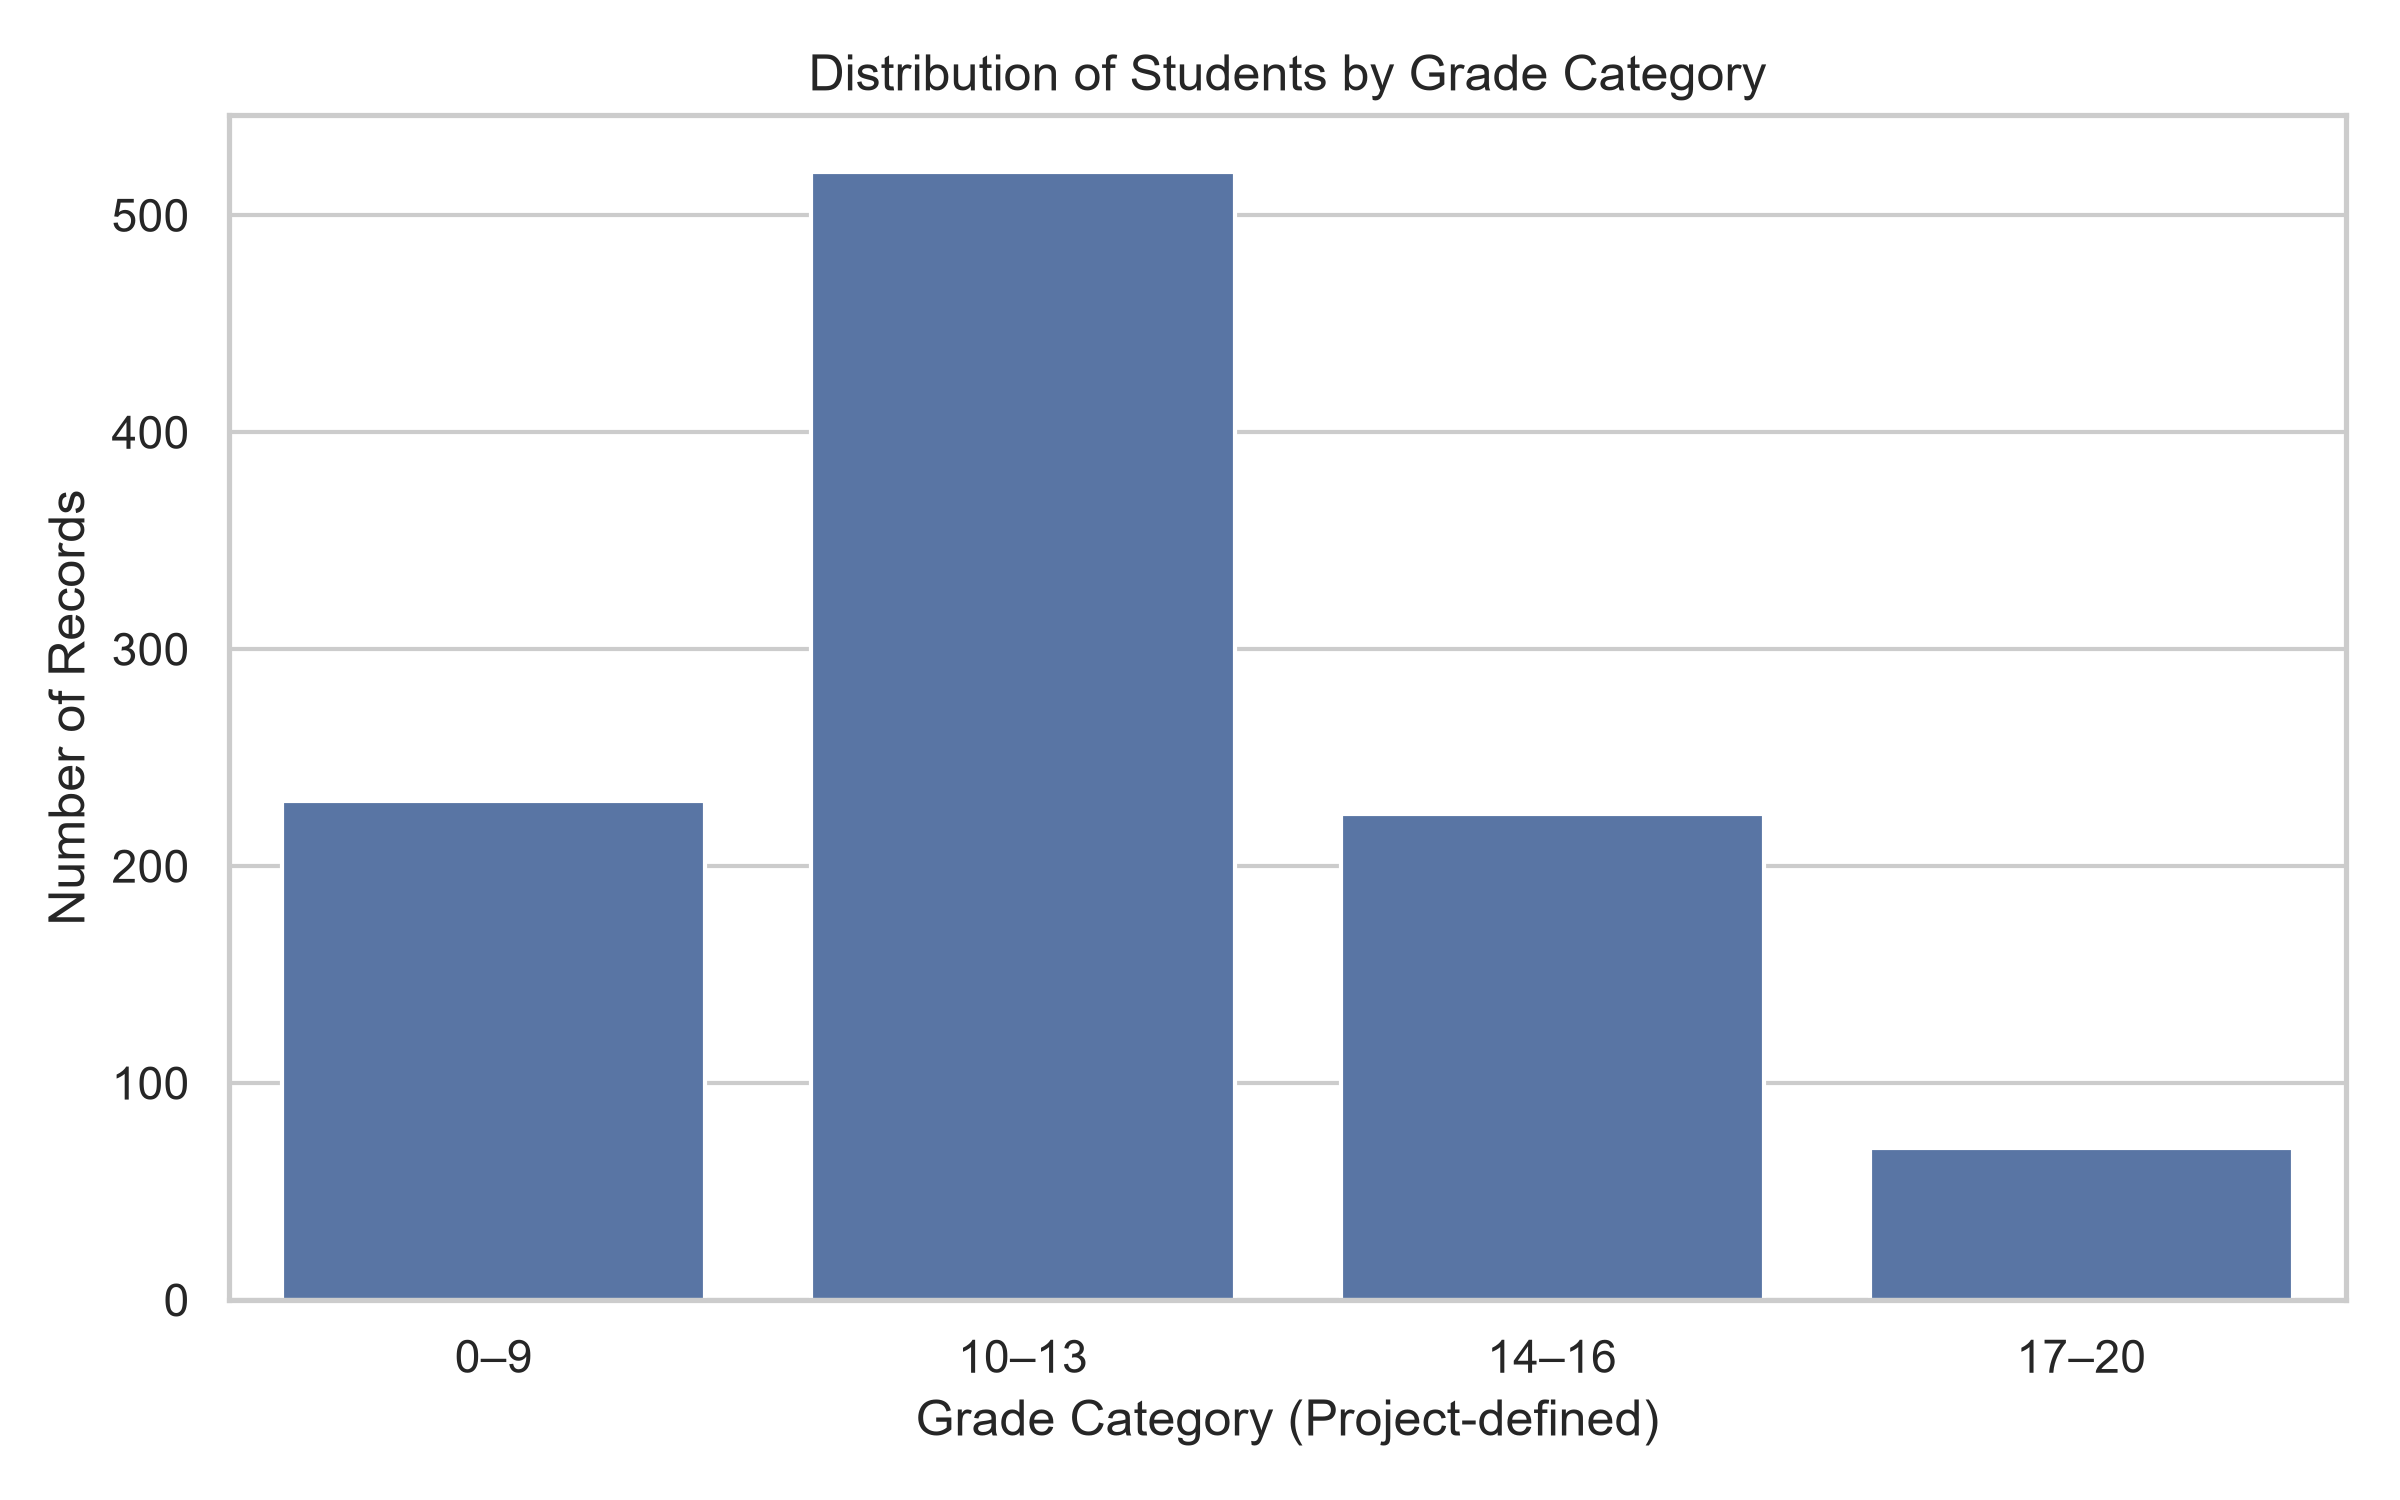 Distribution of Students by Grade Category
Number of Records
500
400
300
200
100
0
0–9 10–13 14–16 17–20
Grade Category (Project-defined)